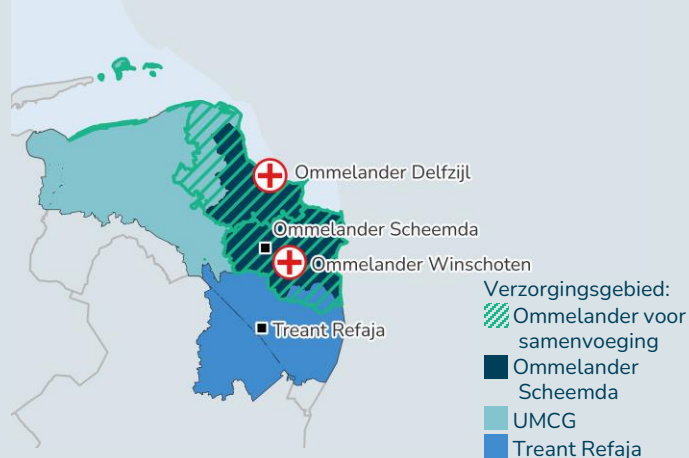 Ommelander Delfzijl
Ommelander Scheemda
Ommelander Winschoten
Treant Refaja
Verzorgingsgebied:
Ommelander voor
samenvoeging
Ommelander
Scheemda
UMCG
Treant Refaja